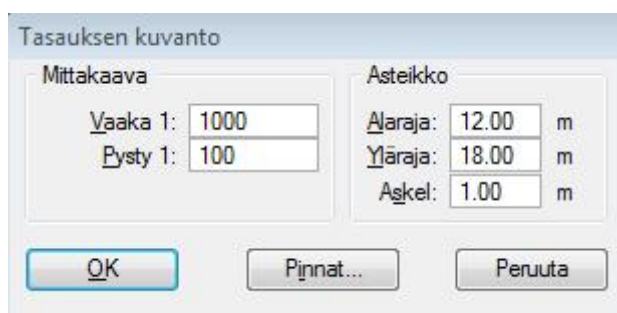 Tasauksen kuvanto
Mittakaava
Vaaka 1: 1000
Pysty 1: 100
Asteikko
Alaraja: 12.00 m
Yläraja: 18.00 m
Askel: 1.00 m
OK Pinnat... Peruuta